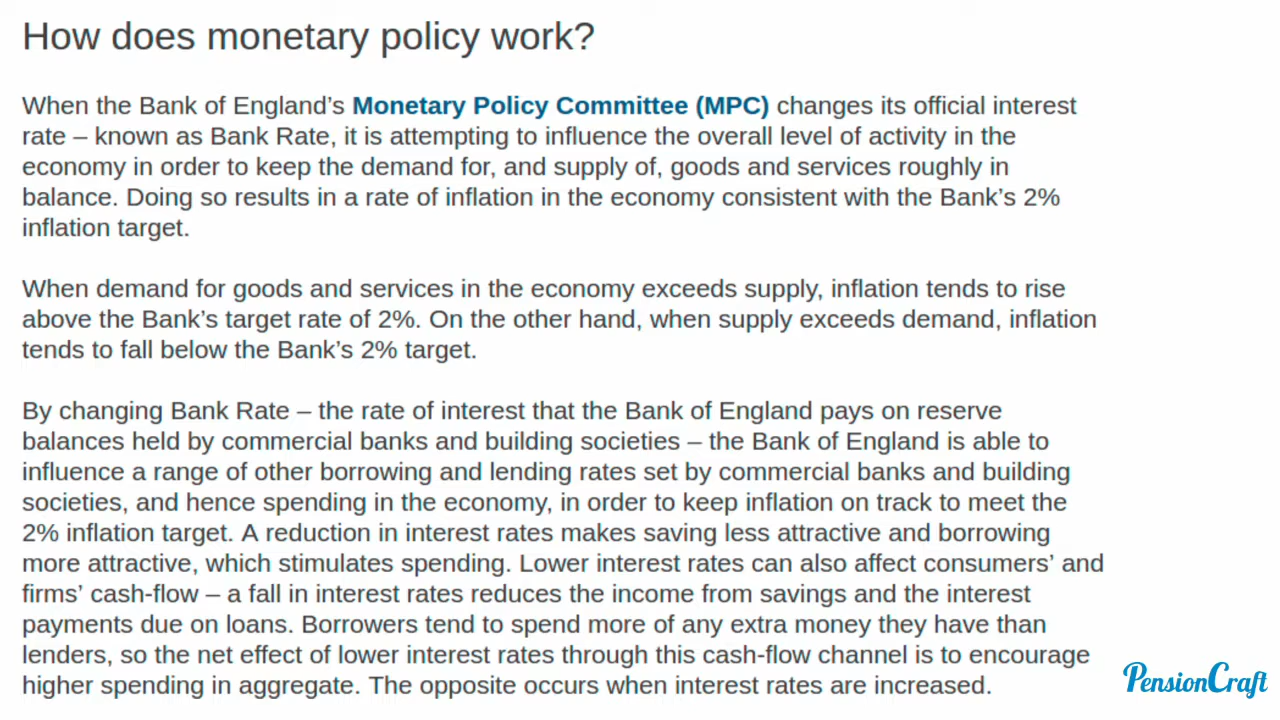 How does monetary policy work?
When the Bank of England’s Monetary Policy Committee (MPC) changes its official interest
rate – known as Bank Rate, it is attempting to influence the overall level of activity in the
economy in order to keep the demand for, and supply of, goods and services roughly in
balance. Doing so results in a rate of inflation in the economy consistent with the Bank’s 2%
inflation target.
When demand for goods and services in the economy exceeds supply, inflation tends to rise
above the Bank’s target rate of 2%. On the other hand, when supply exceeds demand, inflation
tends to fall below the Bank’s 2% target.
By changing Bank Rate – the rate of interest that the Bank of England pays on reserve
balances held by commercial banks and building societies – the Bank of England is able to
influence a range of other borrowing and lending rates set by commercial banks and building
societies, and hence spending in the economy, in order to keep inflation on track to meet the
2% inflation target. A reduction in interest rates makes saving less attractive and borrowing
more attractive, which stimulates spending. Lower interest rates can also affect consumers’ and
firms’ cash-flow – a fall in interest rates reduces the income from savings and the interest
payments due on loans. Borrowers tend to spend more of any extra money they have than
lenders, so the net effect of lower interest rates through this cash-flow channel is to encourage
higher spending in aggregate. The opposite occurs when interest rates are increased.
PensionCraft